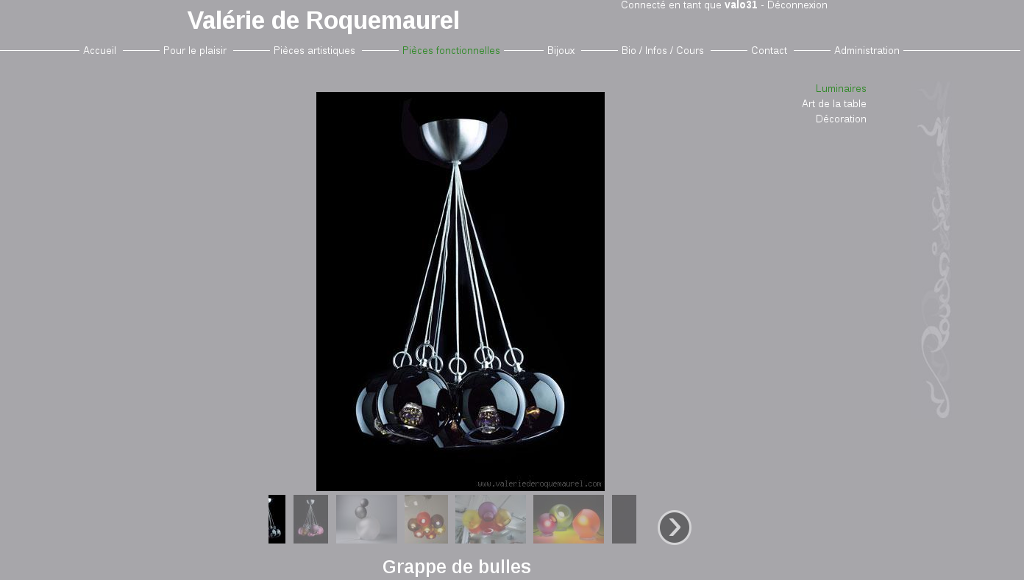 Valérie de Roquemaurel
Connecté en tant que valo31 - Déconnexion
Accueil Pour le plaisir Pièces artistiques Pièces fonctionnelles Bijoux Bio / Infos / Cours Contact Administration
Luminaires
Art de la table
Décoration
www.valeriederoquemaurel.com
Grappe de bulles